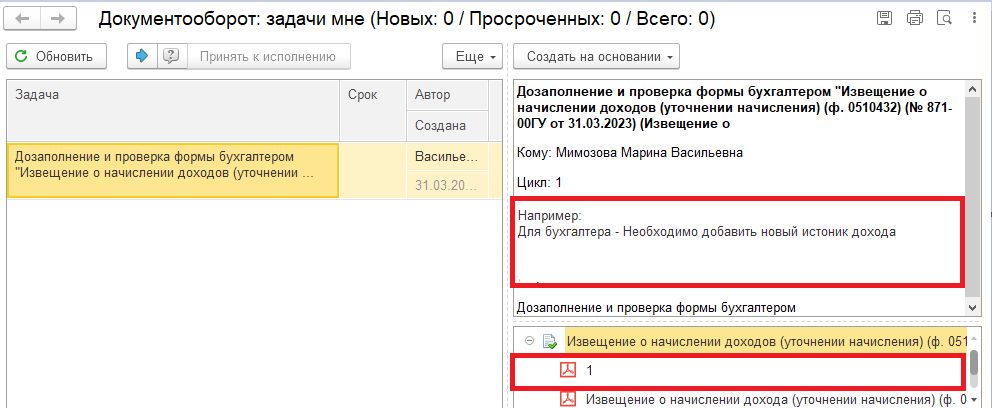 Документооборот: задачи мне (Новых: 0 / Просроченных: 0 / Всего: 0)
Обновить
Принять к исполнению
Еще
Создать на основании
Задача
Срок
Автор
Создана
Дозаполнение и проверка формы бухгалтером
"Извещение о начислении доходов (уточнении ...
Василье...
31.03.20...
Дозаполнение и проверка формы бухгалтером "Извещение о
начислении доходов (уточнении начисления) (ф. 0510432) (№ 871-
00ГУ от 31.03.2023) (Извещение о
Кому: Мимозова Марина Васильевна
Цикл: 1
Например:
Для бухгалтера - Необходимо добавить новый истоник дохода
Дозаполнение и проверка формы бухгалтером
Извещение о начислении доходов (уточнении начисления) (ф. 051
1
Извещение о начислении дохода (уточнении начисления) (ф. 0